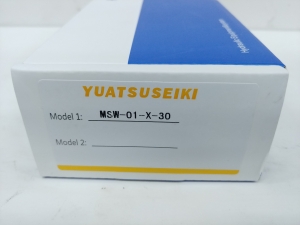 YUATSUSEIKI
Model 1: MSW-01-X-30
Model 2: